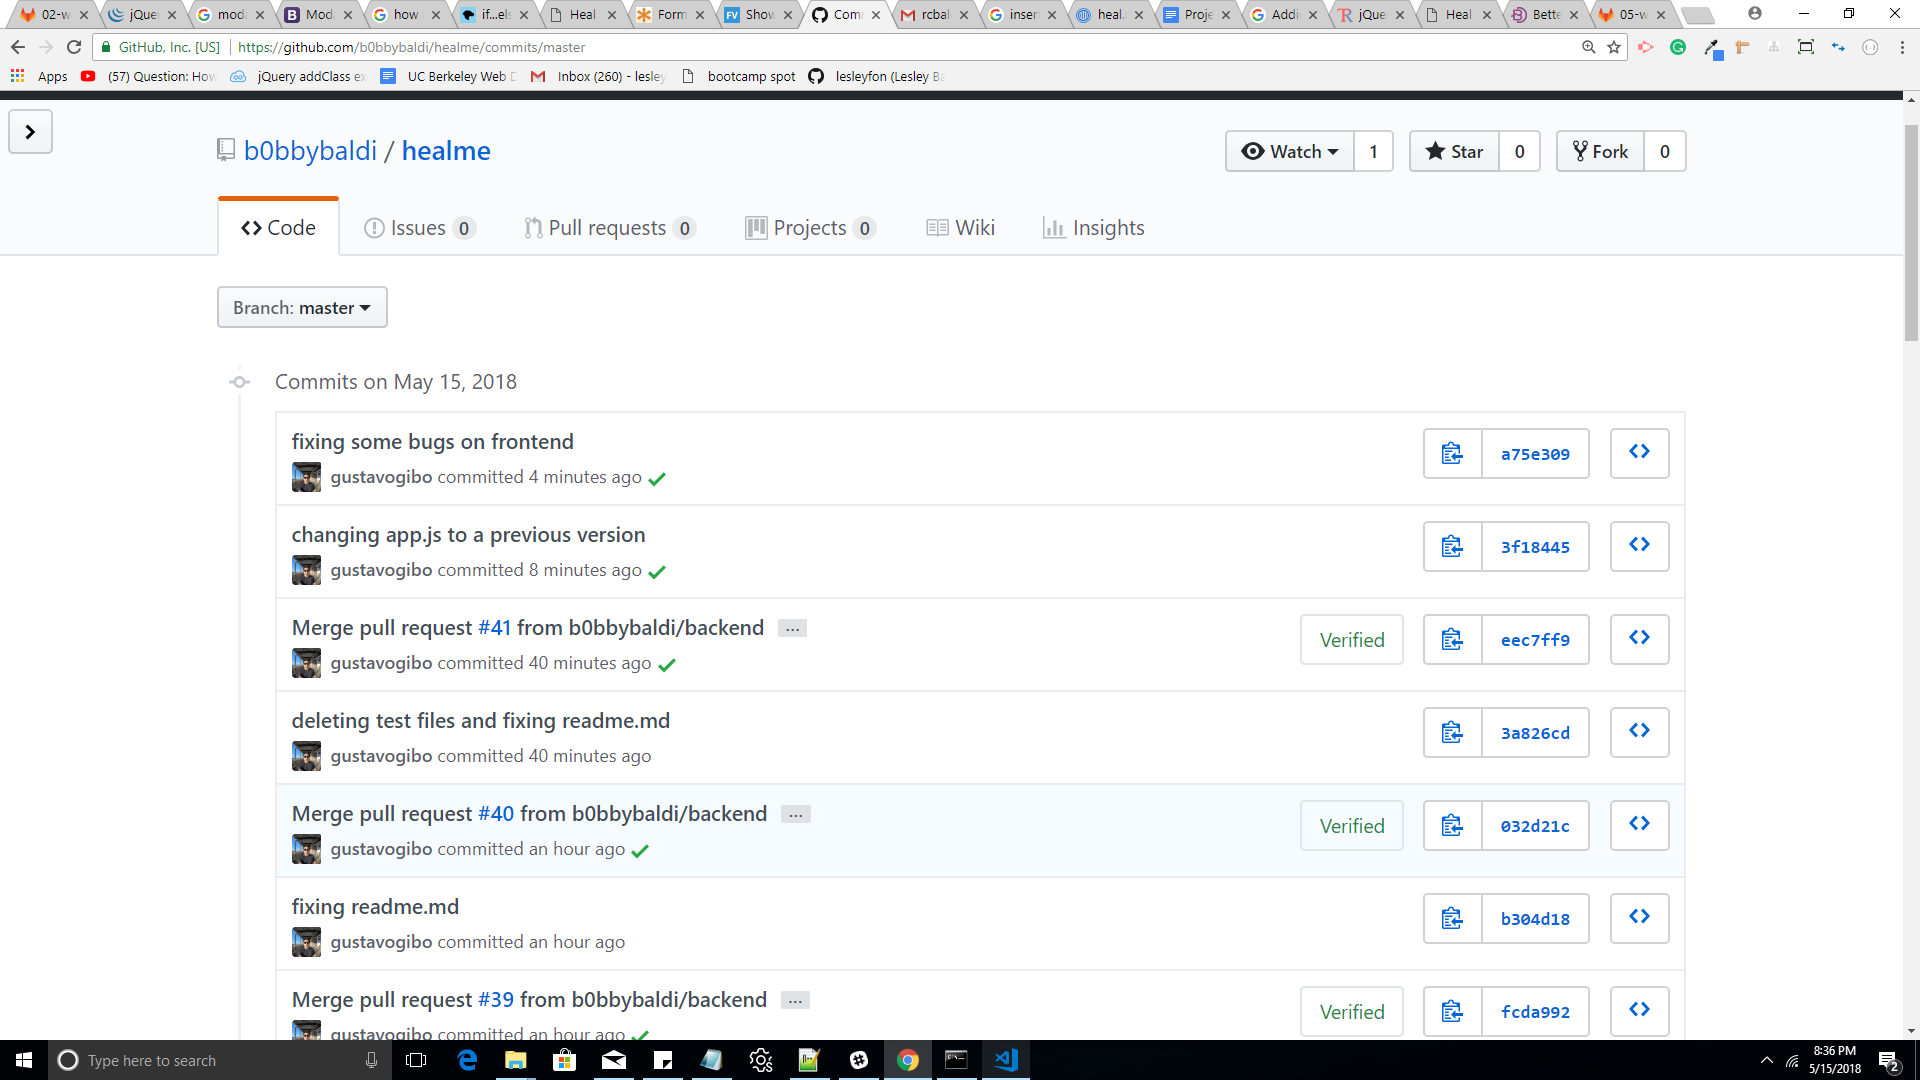 02-w jQue moda Mod how if...els Heal Form Show Com rcbal inser heal. Proje Addi jQue Heal Bette 05-w
GitHub, Inc. [US] https://github.com/b0bbybaldi/healme/commits/master
Apps (57) Question: How jQuery addClass ex UC Berkeley Web D Inbox (260) - lesley bootcamp spot lesleyfon (Lesley Ba
b0bbybaldi / healme Watch 1 Star 0 Fork 0
Code Issues 0 Pull requests 0 Projects 0 Wiki Insights
Branch: master
Commits on May 15, 2018
fixing some bugs on frontend
gustavogibo committed 4 minutes ago
a75e309
changing app.js to a previous version
gustavogibo committed 8 minutes ago
3f18445
Merge pull request #41 from b0bbybaldi/backend ...
gustavogibo committed 40 minutes ago
Verified eec7ff9
deleting test files and fixing readme.md
gustavogibo committed 40 minutes ago
3a826cd
Merge pull request #40 from b0bbybaldi/backend ...
gustavogibo committed an hour ago
Verified 032d21c
fixing readme.md
gustavogibo committed an hour ago
b304d18
Merge pull request #39 from b0bbybaldi/backend ...
gustavogibo committed an hour ago
Verified fcda992
Type here to search
8:36 PM
5/15/2018
2